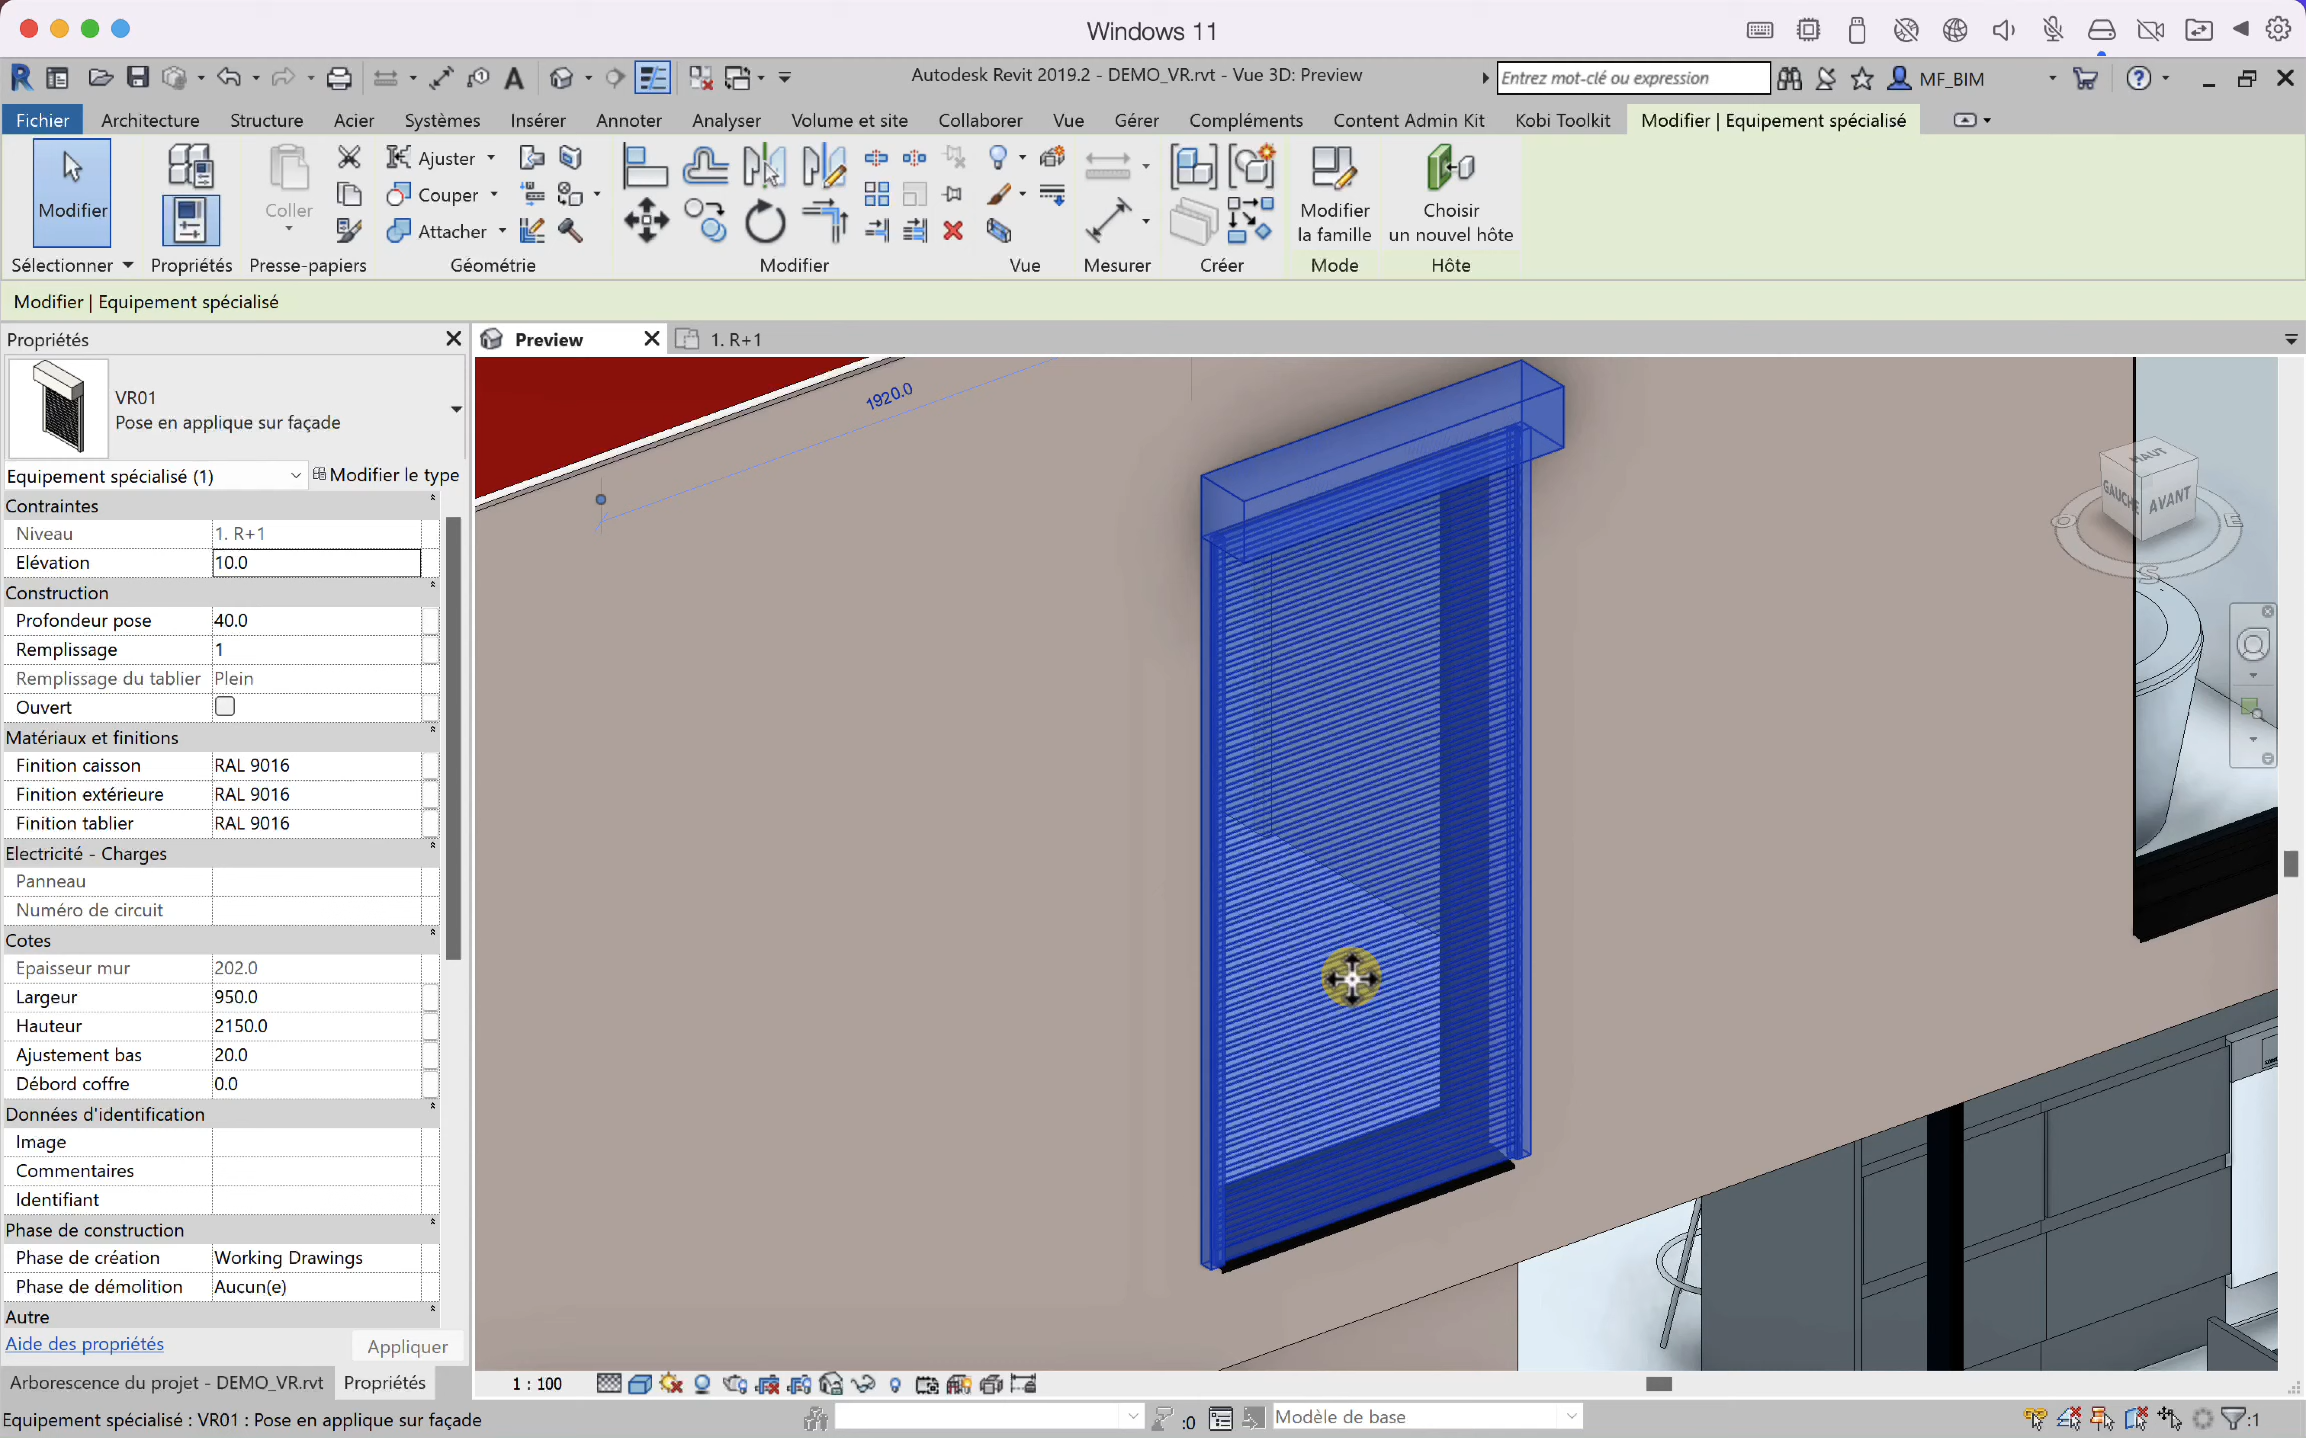 Windows 11
Autodesk Revit 2019.2 - DEMO_VR.rvt - Vue 3D: Preview
Entrez mot-clé ou expression
MF_BIM
Fichier
Architecture
Structure
Acier
Systèmes
Insérer
Annoter
Analyser
Volume et site
Collaborer
Vue
Gérer
Compléments
Content Admin Kit
Kobi Toolkit
Modifier | Equipement spécialisé
Modifier
Coller
Ajuster
Couper
Attacher
Modifier
la famille
Choisir
un nouvel hôte
Sélectionner
Propriétés
Presse-papiers
Géométrie
Modifier
Vue
Mesurer
Créer
Mode
Hôte
Modifier | Equipement spécialisé
Propriétés
Preview
1. R+1
VR01
Pose en applique sur façade
Equipement spécialisé (1)
Modifier le type
Contraintes
Niveau 1. R+1
Elévation 10.0
Construction
Profondeur pose 40.0
Remplissage 1
Remplissage du tablier Plein
Ouvert
Matériaux et finitions
Finition caisson RAL 9016
Finition extérieure RAL 9016
Finition tablier RAL 9016
Electricité - Charges
Panneau
Numéro de circuit
Cotes
Epaisseur mur 202.0
Largeur 950.0
Hauteur 2150.0
Ajustement bas 20.0
Débord coffre 0.0
Données d'identification
Image
Commentaires
Identifiant
Phase de construction
Phase de création Working Drawings
Phase de démolition Aucun(e)
Autre
Aide des propriétés
Appliquer
Arborescence du projet - DEMO_VR.rvt
Propriétés
1920.0
HAUT
GAUCHE
AVANT
O
E
S
1 : 100
Equipement spécialisé : VR01 : Pose en applique sur façade
:0
Modèle de base
:1